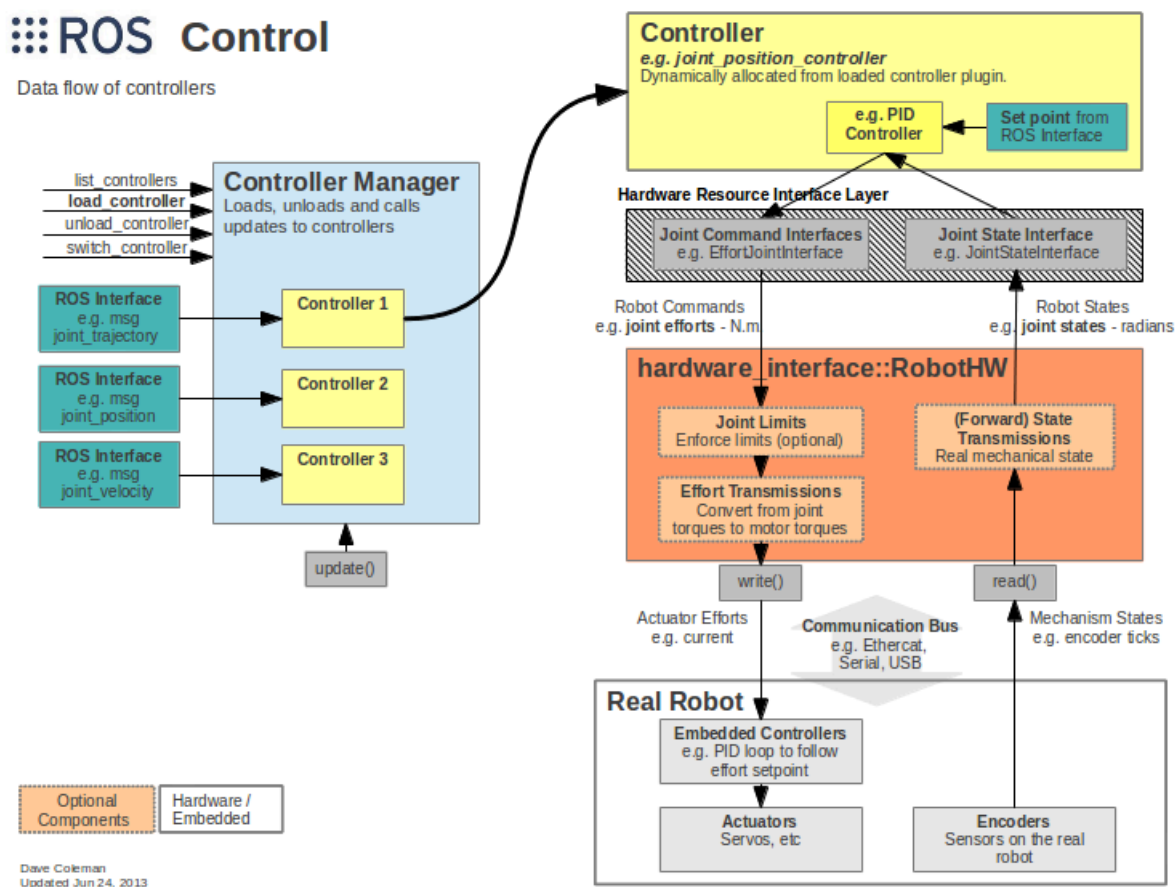 ROS Control
Data flow of controllers
list_controllers
load_controller
unload_controller
switch_controller
Controller Manager
Loads, unloads and calls
updates to controllers
ROS Interface
e.g. msg
joint_trajectory
Controller 1
ROS Interface
e.g. msg
joint_position
Controller 2
ROS Interface
e.g. msg
joint_velocity
Controller 3
update()
Controller
e.g. joint_position_controller
Dynamically allocated from loaded controller plugin.
e.g. PID
Controller
Set point from
ROS Interface
Hardware Resource Interface Layer
Joint Command Interfaces
e.g. EffortJointInterface
Joint State Interface
e.g. JointStateInterface
Robot Commands
e.g. joint efforts - N.m
Robot States
e.g. joint states - radians
hardware_interface::RobotHW
Joint Limits
Enforce limits (optional)
Effort Transmissions
Convert from joint
torques to motor torques
(Forward) State
Transmissions
Real mechanical state
write()
read()
Actuator Efforts
e.g. current
Communication Bus
e.g. Ethercat,
Serial, USB
Mechanism States
e.g. encoder ticks
Real Robot
Embedded Controllers
e.g. PID loop to follow
effort setpoint
Actuators
Servos, etc
Encoders
Sensors on the real
robot
Optional
Components
Hardware /
Embedded
Dave Coleman
Updated Jun 24, 2013